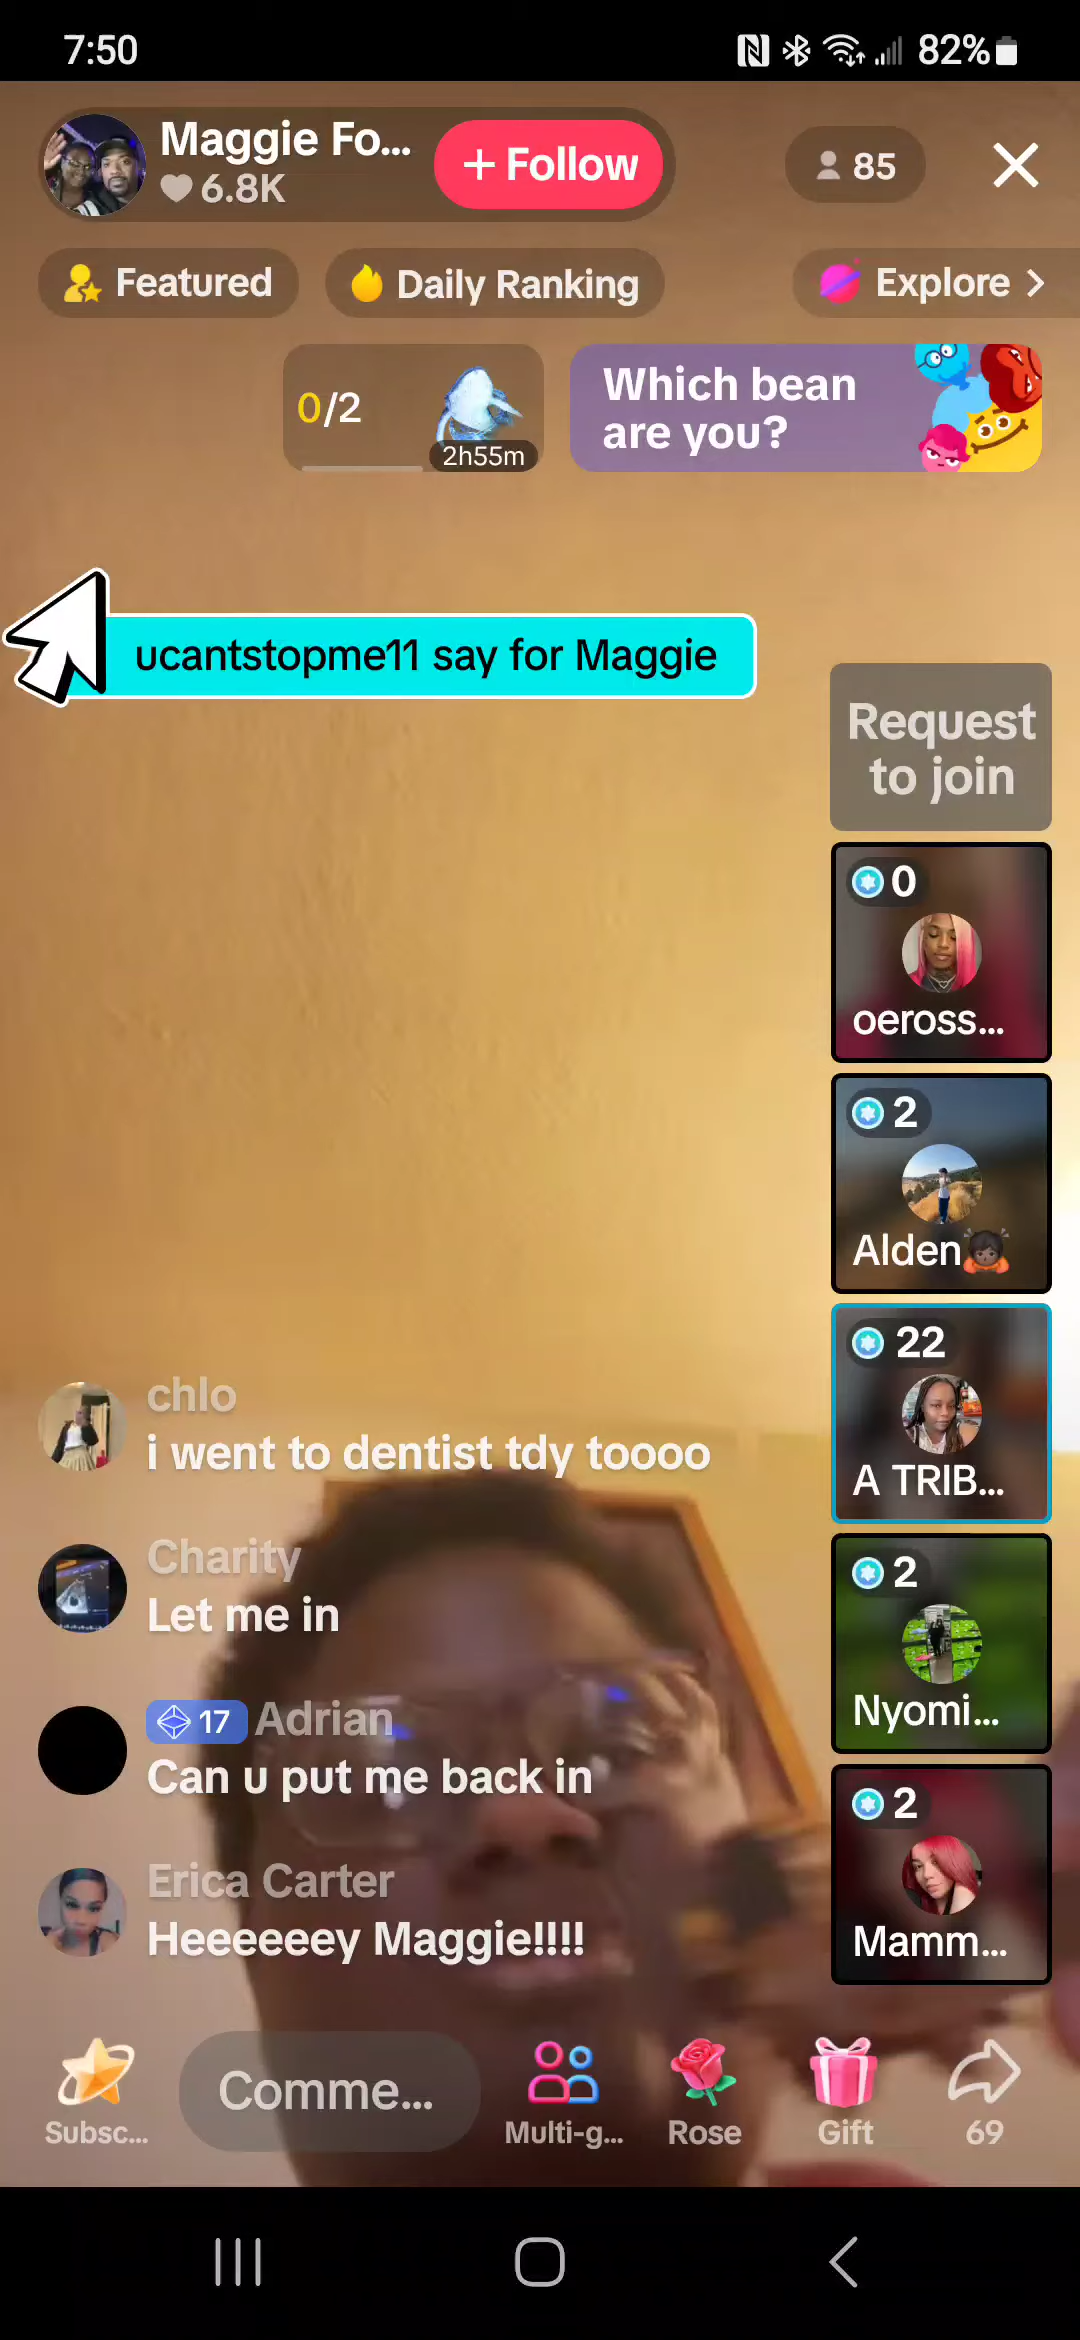 7:50
82%
Maggie Fo...
6.8K
+ Follow
85
Featured
Daily Ranking
Explore >
0/2
2h55m
Which bean
are you?
ucantstopme11 say for Maggie
Request
to join
0
oeross...
2
Alden
22
A TRIB...
2
Nyomi...
2
Mamm...
chlo
i went to dentist tdy toooo
Charity
Let me in
17 Adrian
Can u put me back in
Erica Carter
Heeeeeey Maggie!!!!
Subsc...
Comme...
Multi-g...
Rose
Gift
69